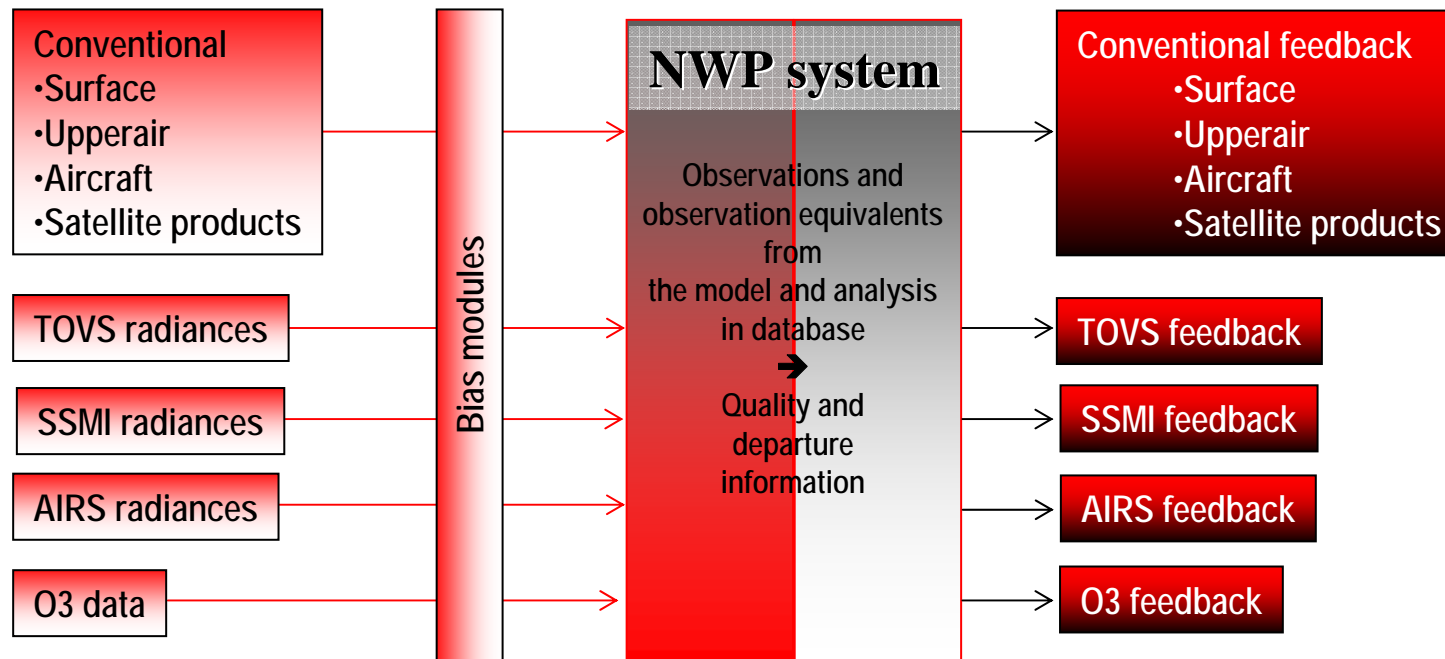 Conventional
•Surface
•Upperair
•Aircraft
•Satellite products
TOVS radiances
SSMI radiances
AIRS radiances
O3 data
Bias modules
NWP system
Observations and
observation equivalents
from
the model and analysis
in database
➔
Quality and
departure
information
Conventional feedback
•Surface
•Upperair
•Aircraft
•Satellite products
TOVS feedback
SSMI feedback
AIRS feedback
O3 feedback